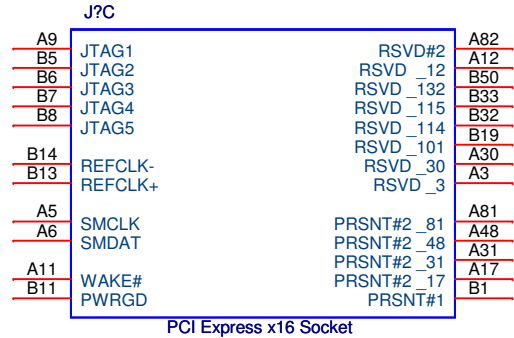 J?C
A9 JTAG1 RSVD#2 A82
B5 JTAG2 RSVD _12 A12
B6 JTAG3 RSVD _132 B50
B7 JTAG4 RSVD _115 B33
B8 JTAG5 RSVD _114 B32
RSVD _101 B19
B14 REFCLK- RSVD _30 A30
B13 REFCLK+ RSVD _3 A3
A5 SMCLK PRSNT#2 _81 A81
A6 SMDAT PRSNT#2 _48 A48
PRSNT#2 _31 A31
A11 WAKE# PRSNT#2 _17 A17
B11 PWRGD PRSNT#1 B1
PCI Express x16 Socket